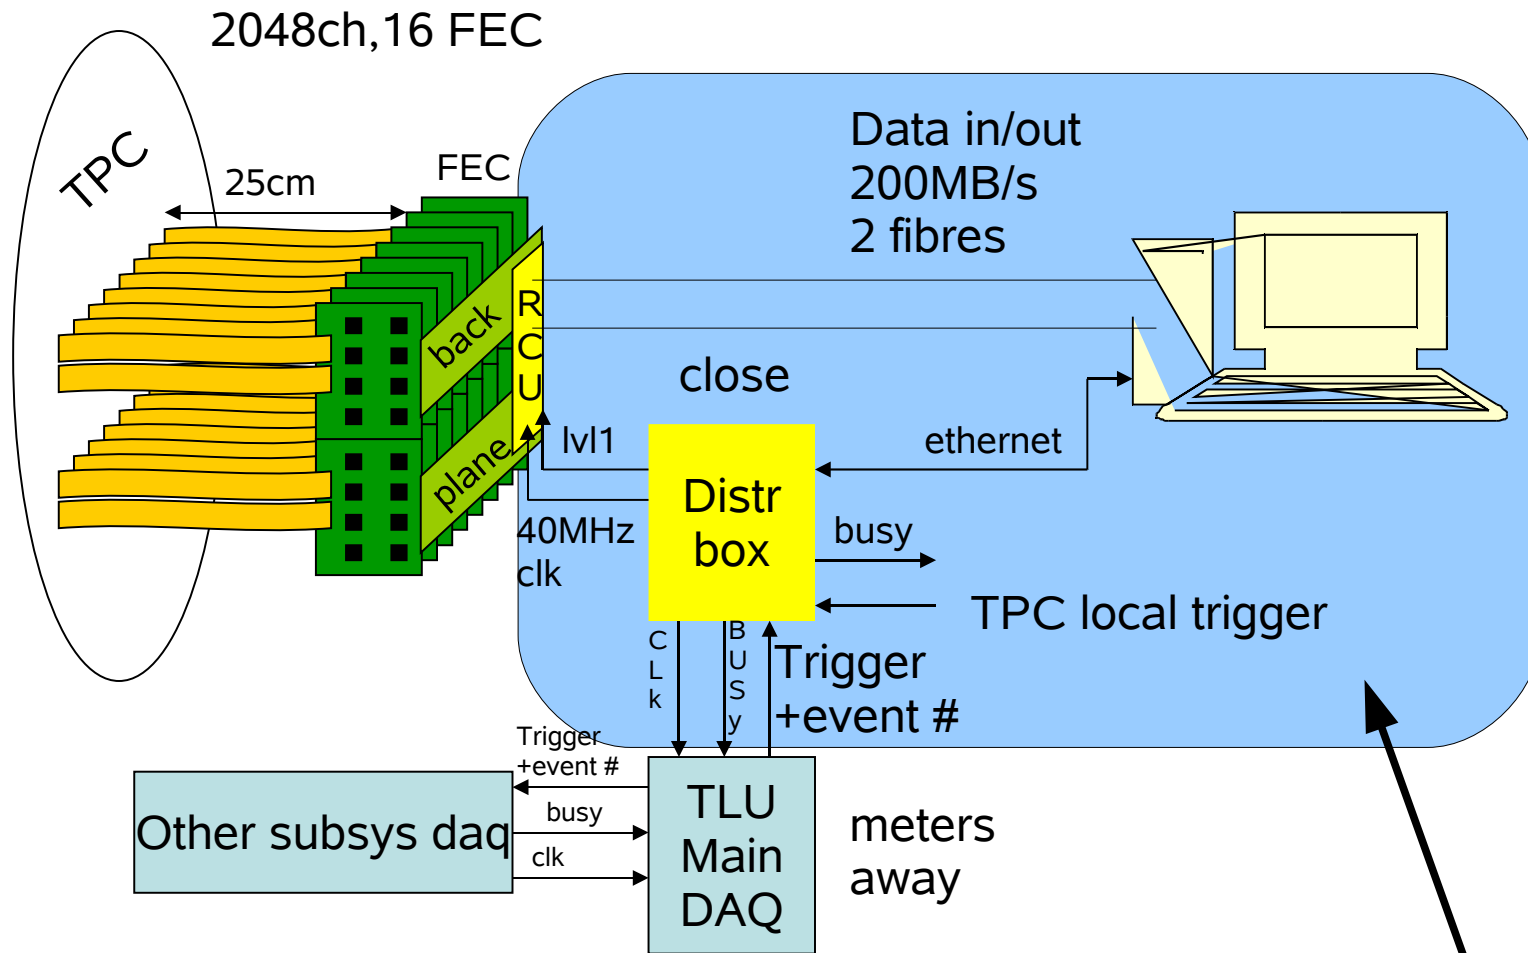 2048ch,16 FEC
TPC
25cm
FEC
Data in/out
200MB/s
2 fibres
back
plane
R
C
U
close
lvl1
ethernet
40MHz
clk
Distr
box
busy
TPC local trigger
C
L
k
B
U
S
y
Trigger
+event #
Trigger
+event #
busy
clk
Other subsys daq
TLU
Main
DAQ
meters
away